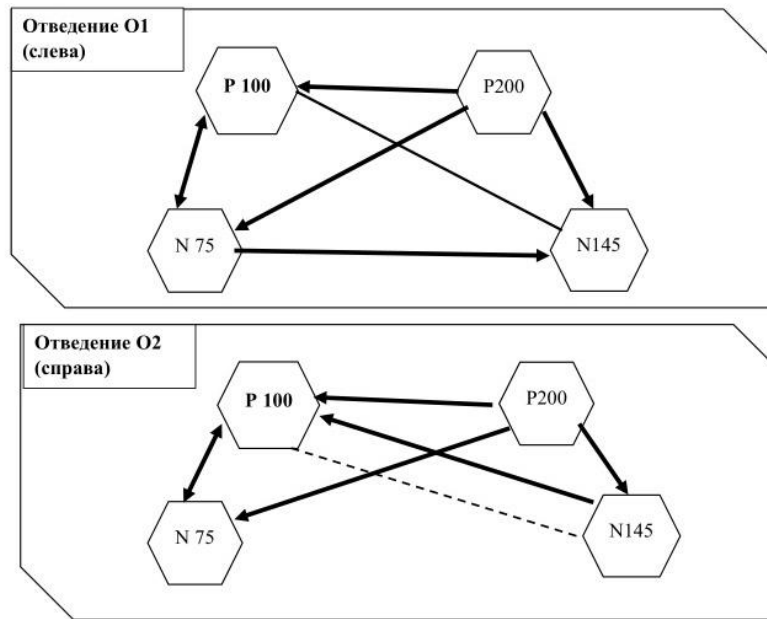 Отведение О1
(слева)
P 100
P200
N 75
N145
Отведение О2
(справа)
P 100
P200
N 75
N145